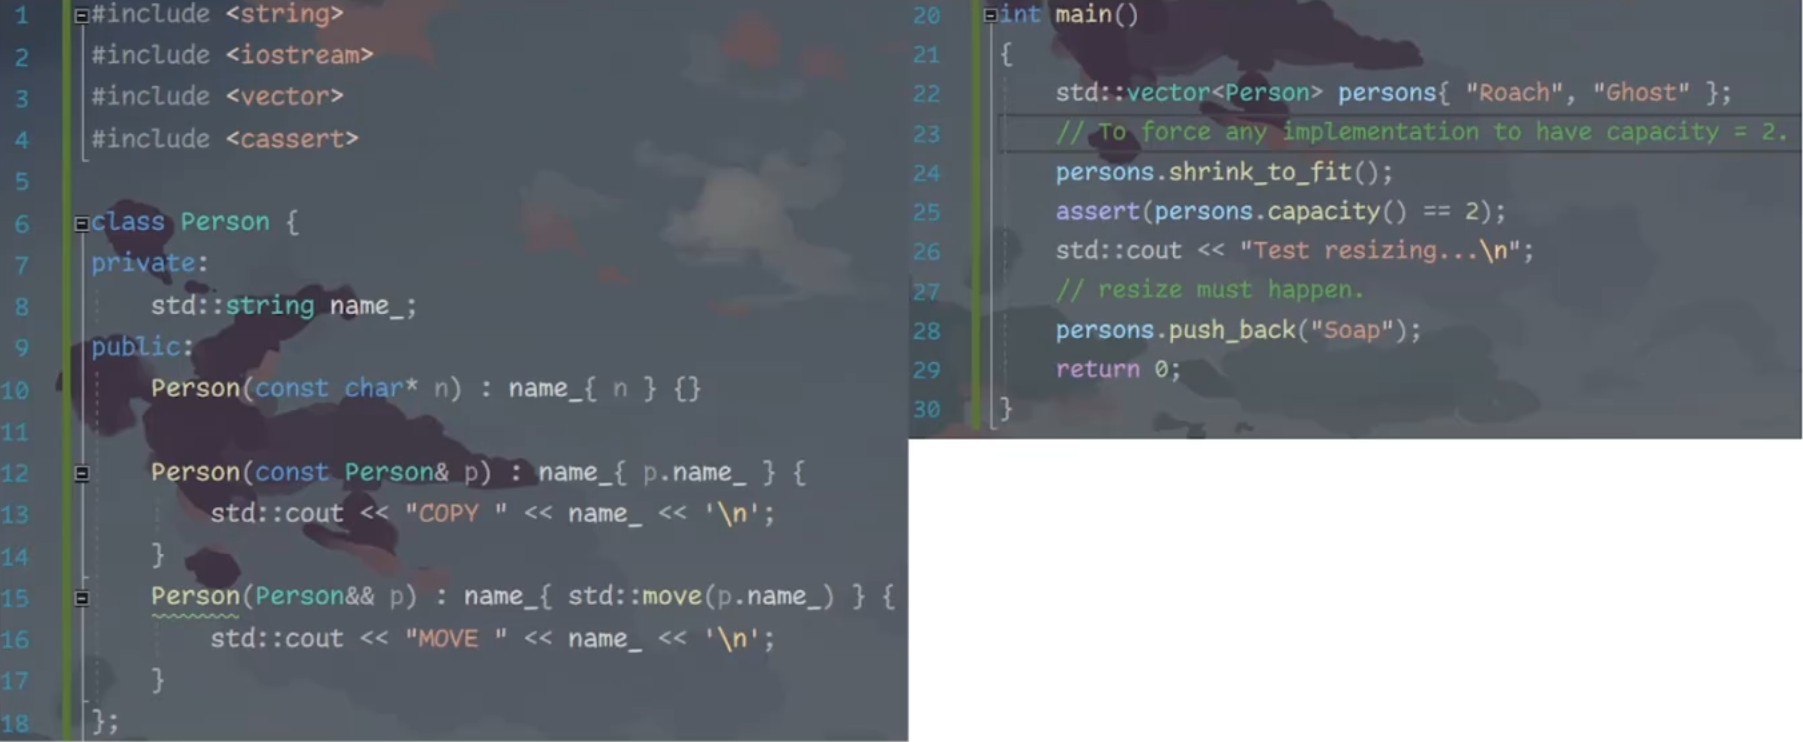 1 #include <string>
2 #include <iostream>
3 #include <vector>
4 #include <cassert>
5
6 class Person {
7 private:
8 std::string name_;
9 public:
10 Person(const char* n) : name_{ n } {}
11
12 Person(const Person& p) : name_{ p.name_ } {
13 std::cout << "COPY " << name_ << '\n';
14 }
15 Person(Person&& p) : name_{ std::move(p.name_) } {
16 std::cout << "MOVE " << name_ << '\n';
17 }
18 };
20 int main()
21 {
22 std::vector<Person> persons{ "Roach", "Ghost" };
23 // To force any implementation to have capacity = 2.
24 persons.shrink_to_fit();
25 assert(persons.capacity() == 2);
26 std::cout << "Test resizing...\n";
27 // resize must happen.
28 persons.push_back("Soap");
29 return 0;
30 }